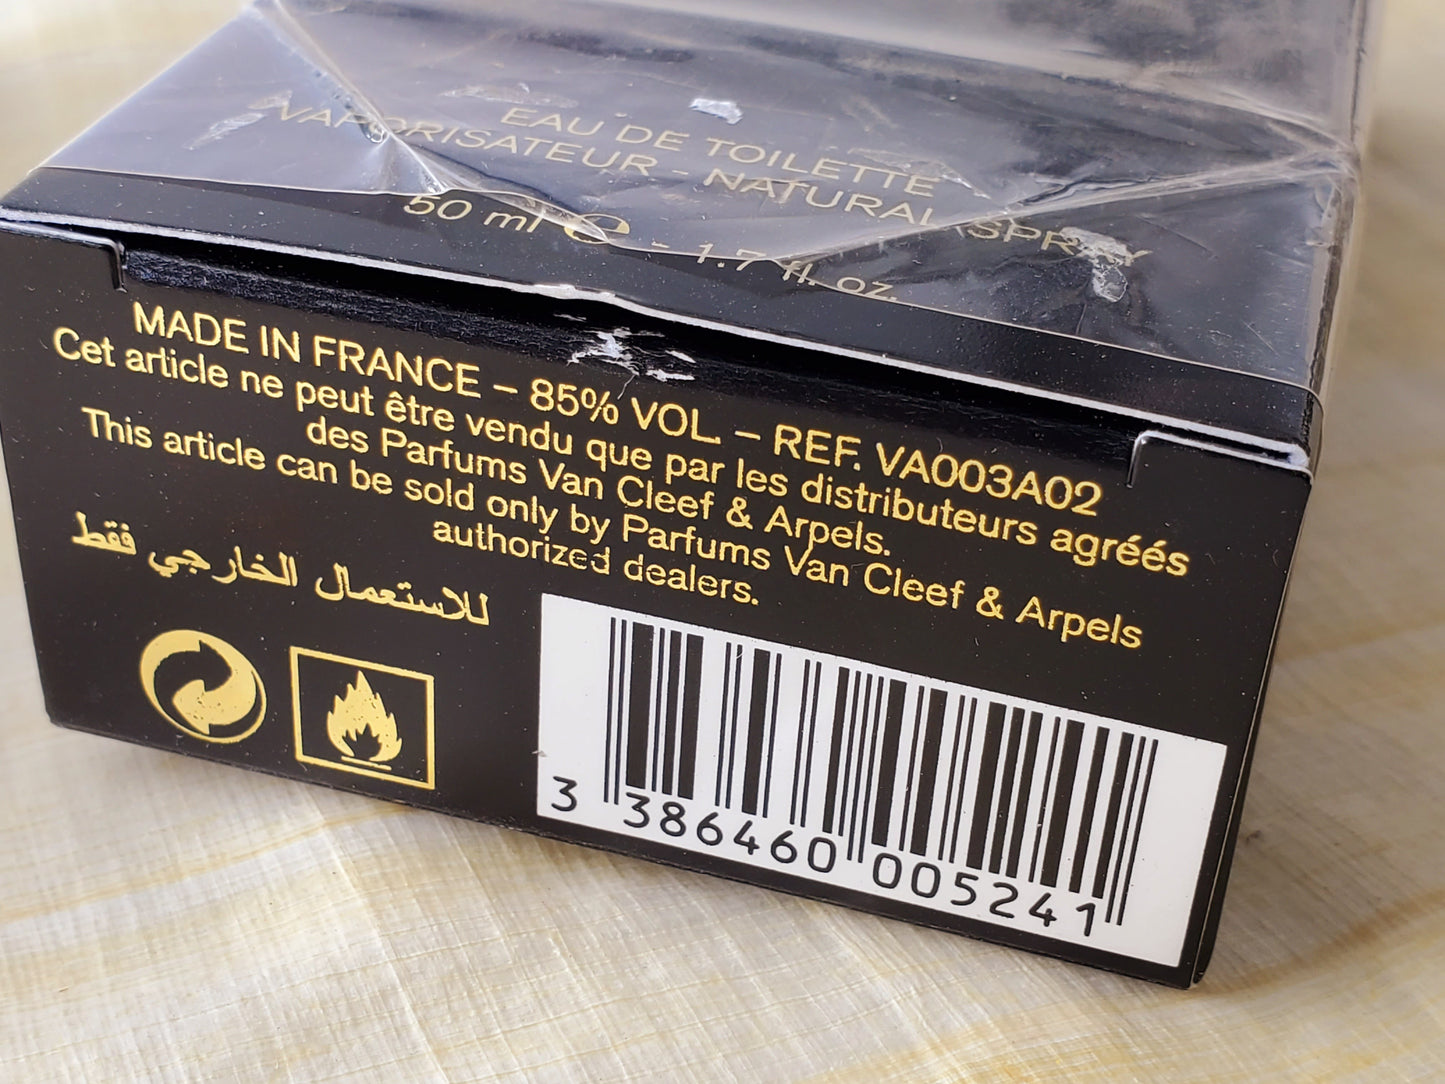 EAU DE TOILETTE
VAPORISATEUR - NATURAL SPRAY
50 ml ℮ - 1.7 fl. oz.
MADE IN FRANCE – 85% VOL. – REF. VA003A02
Cet article ne peut être vendu que par les distributeurs agréés
des Parfums Van Cleef & Arpels.
This article can be sold only by Parfums Van Cleef & Arpels
authorized dealers.
للاستعمال الخارجي فقط
3 386460 005241